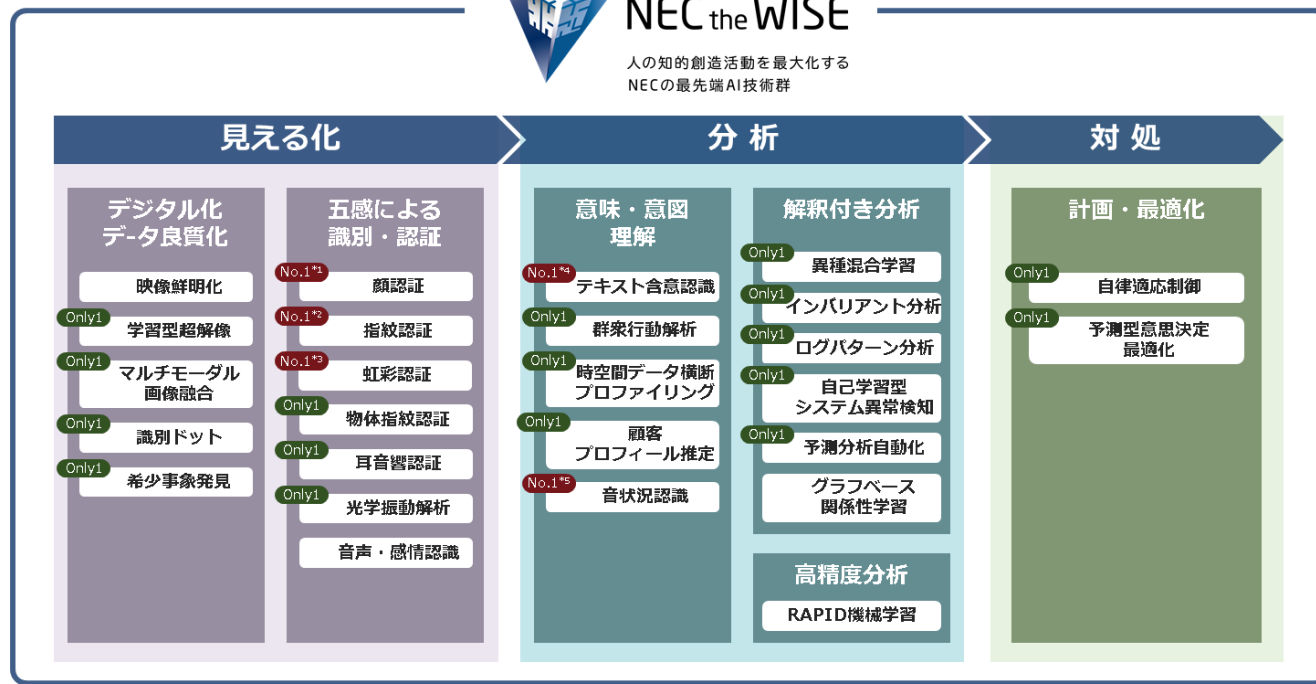 NEC the WISE
人の知的創造活動を最大化する
NECの最先端AI技術群
見える化
分析
対処
デジタル化
データ良質化
映像鮮明化
Only1
学習型超解像
Only1
マルチモーダル
画像融合
Only1
識別ドット
Only1
希少事象発見
五感による
識別・認証
No.1*1
顔認証
No.1*2
指紋認証
No.1*3
虹彩認証
Only1
物体指紋認証
Only1
耳音響認証
Only1
光学振動解析
音声・感情認識
意味・意図
理解
No.1*4
テキスト含意認識
Only1
群衆行動解析
Only1
時空間データ横断
プロファイリング
Only1
顧客
プロフィール推定
No.1*5
音状況認識
解釈付き分析
Only1
異種混合学習
Only1
インバリアント分析
Only1
ログパターン分析
Only1
自己学習型
システム異常検知
Only1
予測分析自動化
グラフベース
関係性学習
高精度分析
RAPID機械学習
計画・最適化
Only1
自律適応制御
Only1
予測型意思決定
最適化